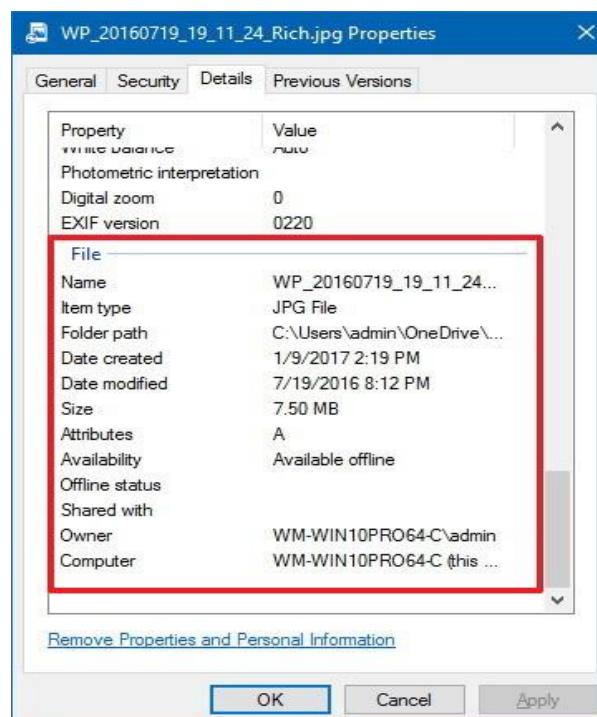 WP_20160719_19_11_24_Rich.jpg Properties
General Security Details Previous Versions
Property Value
White balance Auto
Photometric interpretation
Digital zoom 0
EXIF version 0220
File
Name WP_20160719_19_11_24...
Item type JPG File
Folder path C:\Users\admin\OneDrive\...
Date created 1/9/2017 2:19 PM
Date modified 7/19/2016 8:12 PM
Size 7.50 MB
Attributes A
Availability Available offline
Offline status
Shared with
Owner WM-WIN10PRO64-C\admin
Computer WM-WIN10PRO64-C (this ...
Remove Properties and Personal Information
OK Cancel Apply